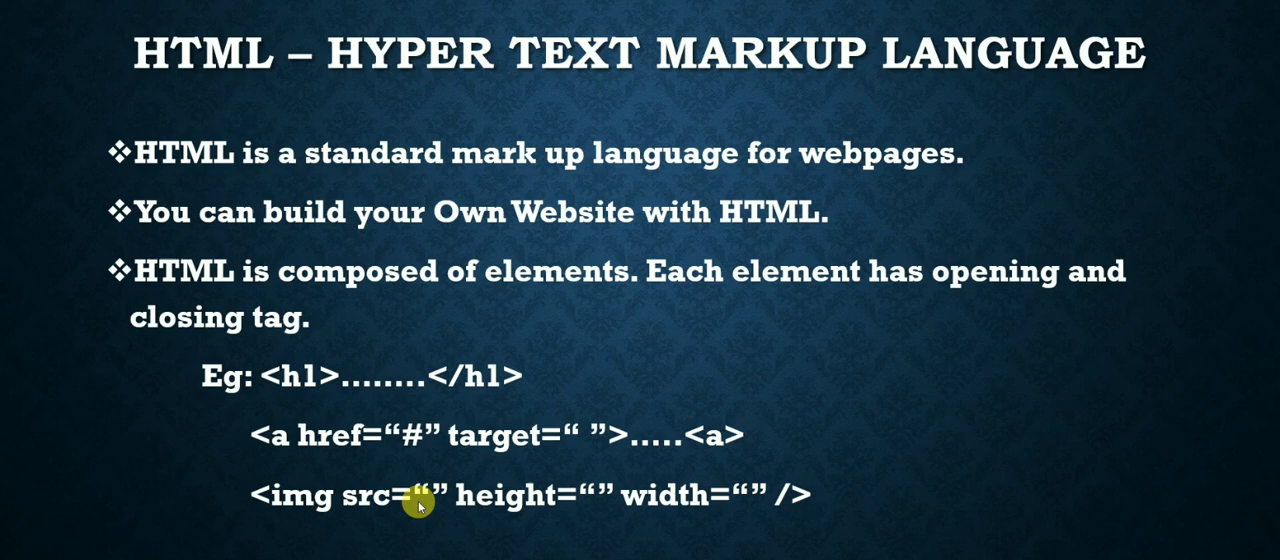 HTML – HYPER TEXT MARKUP LANGUAGE
❖HTML is a standard mark up language for webpages.
❖You can build your Own Website with HTML.
❖HTML is composed of elements. Each element has opening and
closing tag.
Eg: <h1>........</h1>
<a href=“#” target=“ ”>.....<a>
<img src=“” height=“” width=“” />